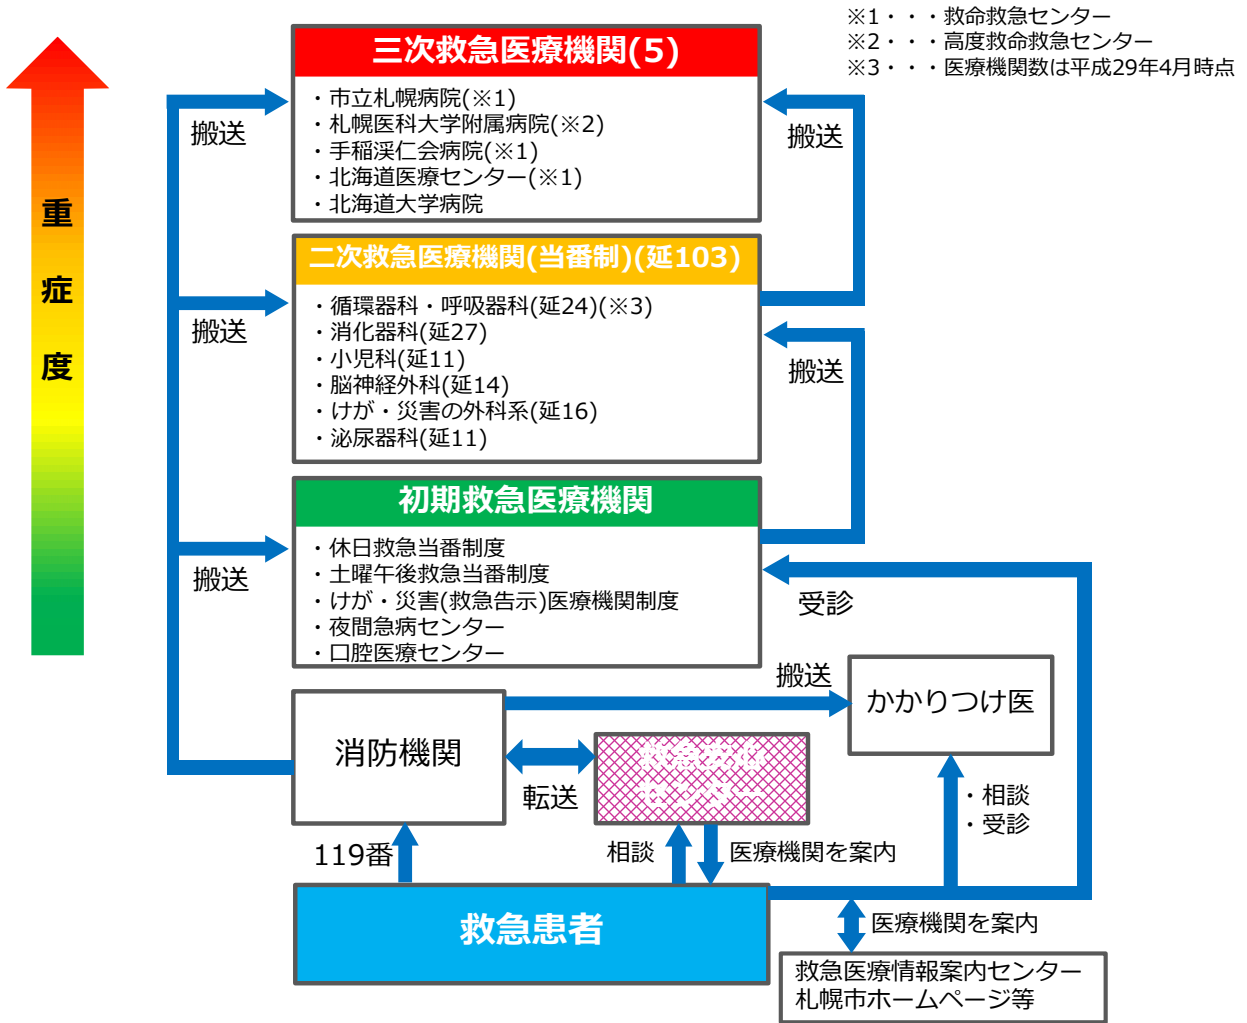 ※1・・・救命救急センター
※2・・・高度救命救急センター
※3・・・医療機関数は平成29年4月時点
重
症
度
三次救急医療機関(5)
・市立札幌病院(※1)
・札幌医科大学附属病院(※2)
・手稲渓仁会病院(※1)
・北海道医療センター(※1)
・北海道大学病院
搬送
搬送
二次救急医療機関(当番制)(延103)
・循環器科・呼吸器科(延24)(※3)
・消化器科(延27)
・小児科(延11)
・脳神経外科(延14)
・けが・災害の外科系(延16)
・泌尿器科(延11)
搬送
搬送
初期救急医療機関
・休日救急当番制度
・土曜午後救急当番制度
・けが・災害(救急告示)医療機関制度
・夜間急病センター
・口腔医療センター
搬送
受診
搬送
かかりつけ医
消防機関
救急安心
センター
転送
・相談
・受診
119番
相談
医療機関を案内
救急患者
医療機関を案内
救急医療情報案内センター
札幌市ホームページ等